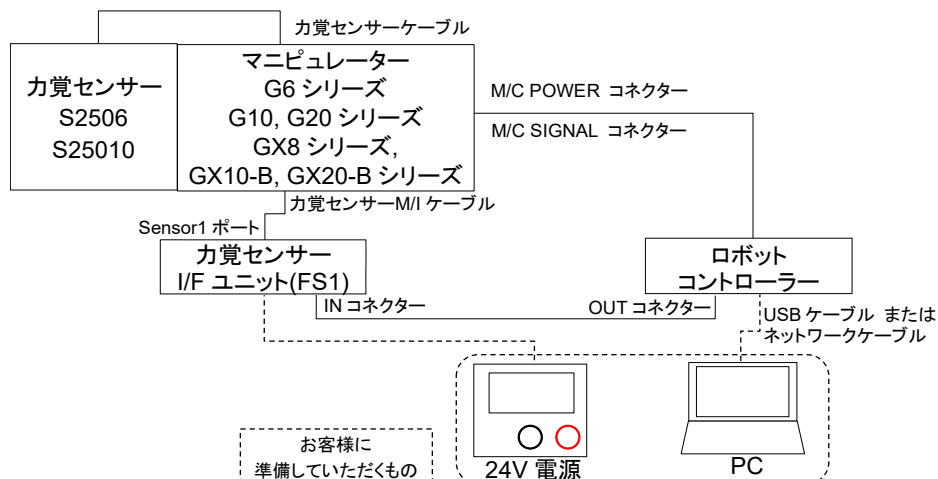 力覚センサーケーブル
力覚センサー
S2506
S25010
マニピュレーター
G6 シリーズ
G10, G20 シリーズ
GX8 シリーズ,
GX10-B, GX20-B シリーズ
M/C POWER コネクター
M/C SIGNAL コネクター
力覚センサーM/I ケーブル
Sensor1 ポート
力覚センサー
I/F ユニット(FS1)
ロボット
コントローラー
IN コネクター
OUT コネクター
USB ケーブル または
ネットワークケーブル
お客様に
準備していただくもの
24V 電源
PC